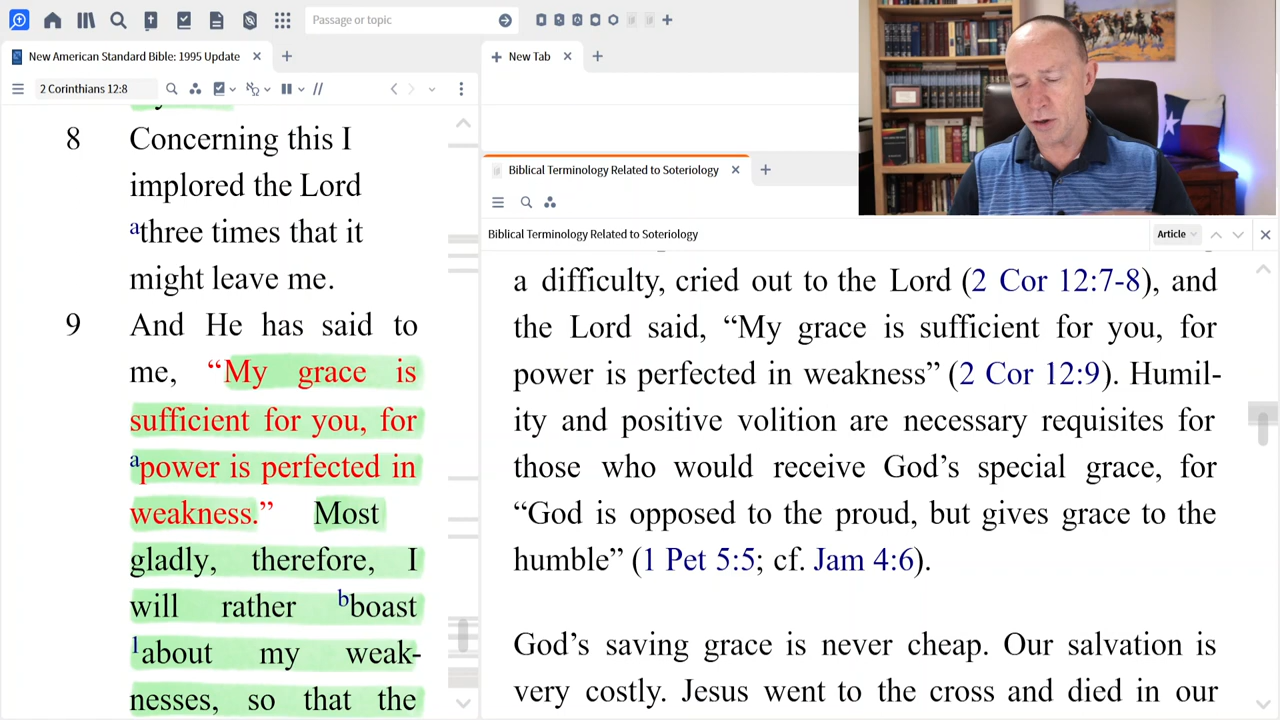 Passage or topic
New American Standard Bible: 1995 Update
New Tab
2 Corinthians 12:8
8 Concerning this I
implored the Lord
ᵃthree times that it
might leave me.
9 And He has said to
me, “My grace is
sufficient for you, for
ᵃpower is perfected in
weakness.” Most
gladly, therefore, I
will rather ᵇboast
¹about my weak-
nesses, so that the
Biblical Terminology Related to Soteriology
Biblical Terminology Related to Soteriology
Article
a difficulty, cried out to the Lord (2 Cor 12:7-8), and
the Lord said, “My grace is sufficient for you, for
power is perfected in weakness” (2 Cor 12:9). Humil-
ity and positive volition are necessary requisites for
those who would receive God’s special grace, for
“God is opposed to the proud, but gives grace to the
humble” (1 Pet 5:5; cf. Jam 4:6).
God’s saving grace is never cheap. Our salvation is
very costly. Jesus went to the cross and died in our